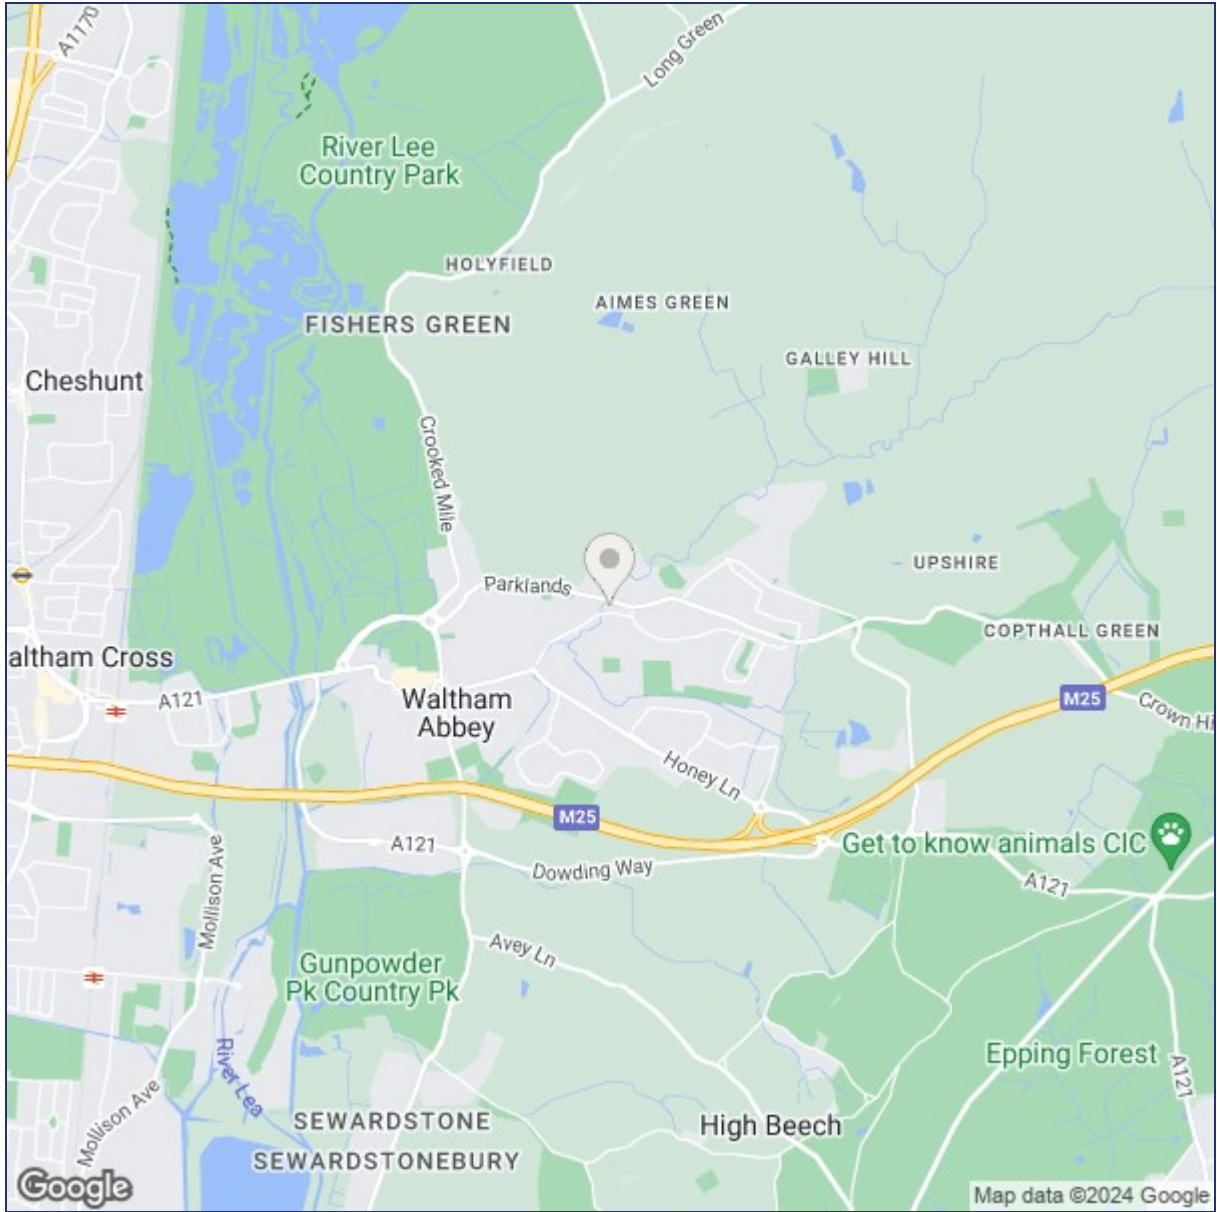 A1170
Long Green
River Lee
Country Park
HOLYFIELD
AIMES GREEN
FISHERS GREEN
GALLEY HILL
Cheshunt
Crooked Mile
UPSHIRE
Parklands
COPTHALL GREEN
altham Cross
A121
Waltham
Abbey
M25
Crown Hi
Honey Ln
M25
A121
Get to know animals CIC
Dowding Way
A121
Mollison Ave
Avey Ln
Gunpowder
Pk Country Pk
River Lea
Epping Forest
A121
Mollison Ave
SEWARDSTONE
High Beech
SEWARDSTONEBURY
Google
Map data ©2024 Google